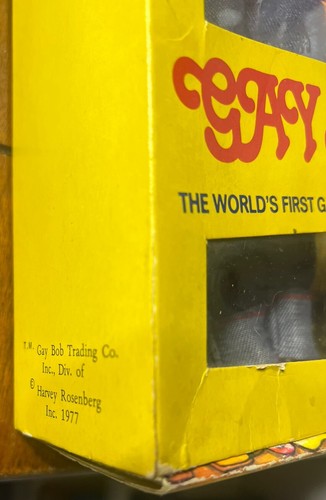 GAY
THE WORLD'S FIRST G
T.M. Gay Bob Trading Co.
Inc., Div. of
© Harvey Rosenberg
Inc. 1977